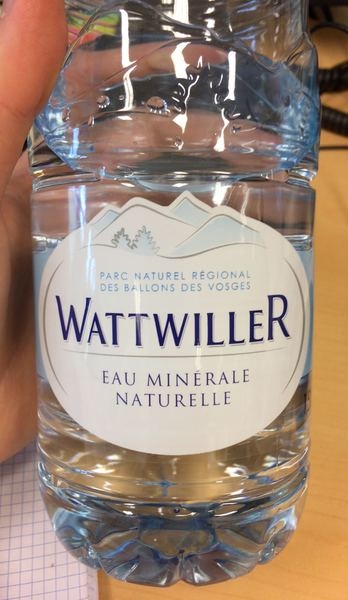 PARC NATUREL RÉGIONAL
DES BALLONS DES VOSGES
WATTWILLER
EAU MINÉRALE
NATURELLE